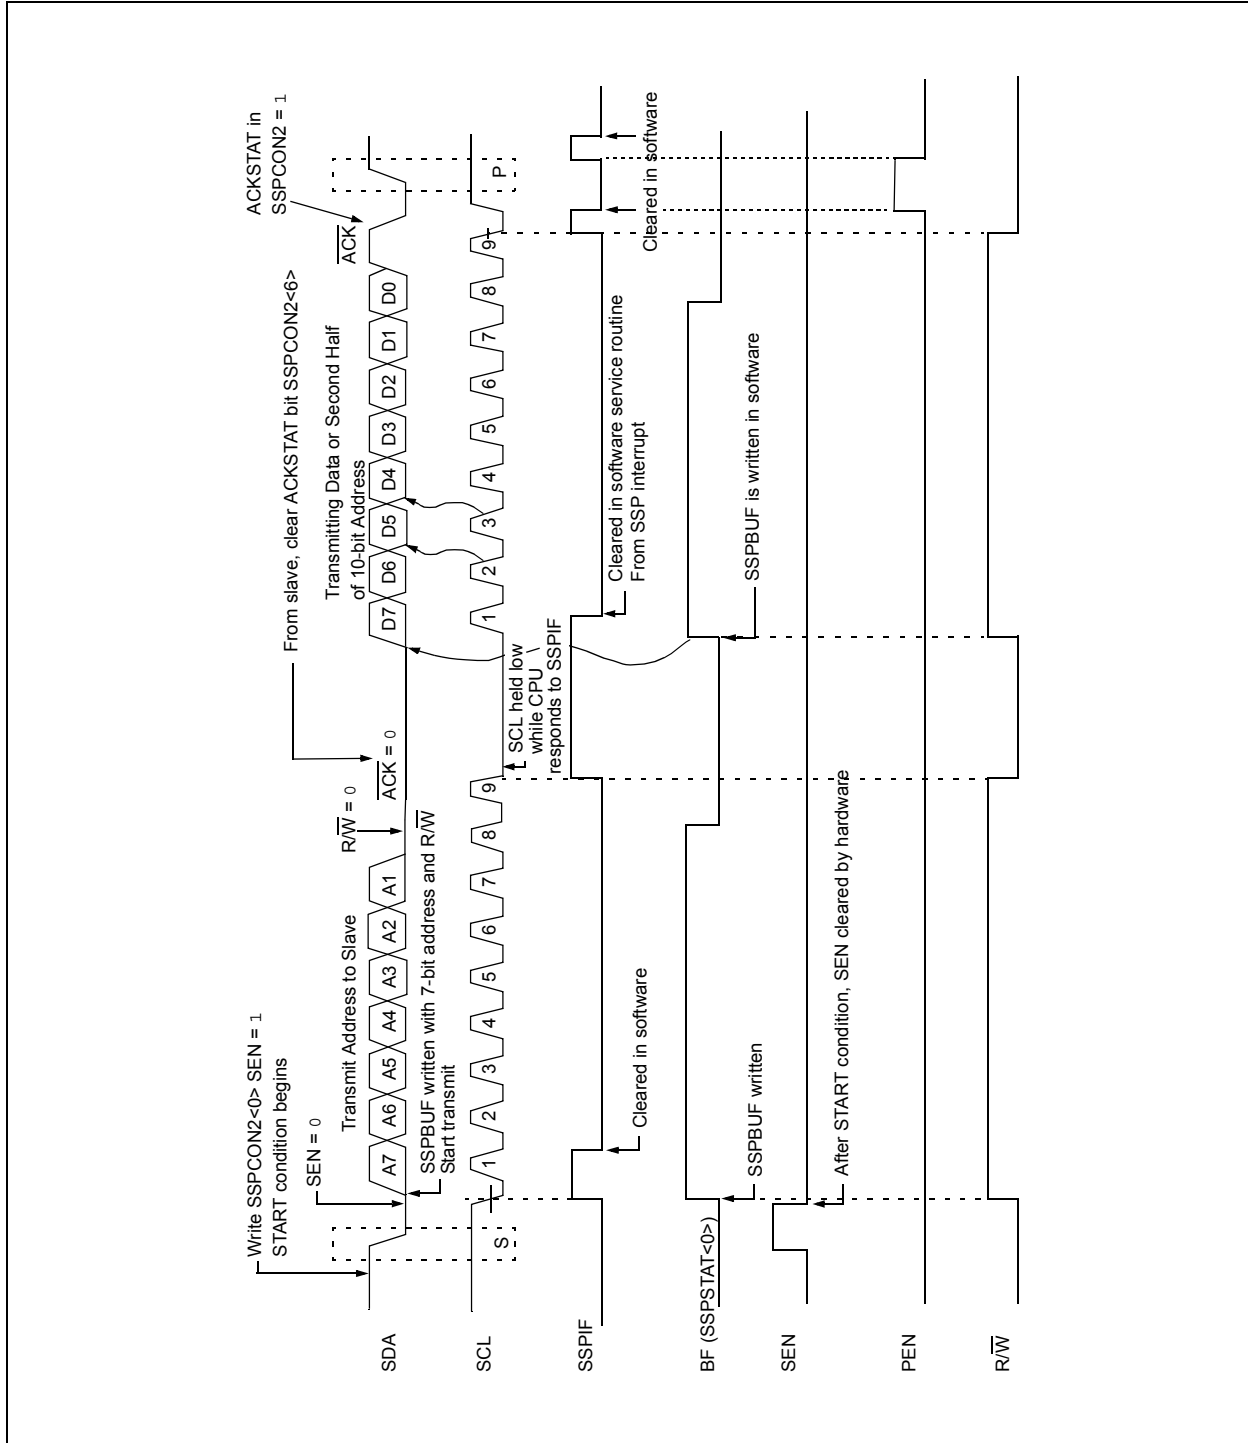 Write SSPCON2<0> SEN = 1
START condition begins
SEN = 0
Transmit Address to Slave
R/W = 0
ACK = 0
From slave, clear ACKSTAT bit SSPCON2<6>
Transmitting Data or Second Half
of 10-bit Address
ACK
ACKSTAT in
SSPCON2 = 1
SDA
A7 A6 A5 A4 A3 A2 A1
D7 D6 D5 D4 D3 D2 D1 D0
SSPBUF written with 7-bit address and R/W
Start transmit
SCL
S
1 2 3 4 5 6 7 8 9
1 2 3 4 5 6 7 8 9
P
SCL held low
while CPU
responds to SSPIF
SSPIF
Cleared in software
Cleared in software service routine
From SSP interrupt
Cleared in software
Cleared in software
BF (SSPSTAT<0>)
SSPBUF written
SSPBUF is written in software
SEN
After START condition, SEN cleared by hardware
PEN
R/W